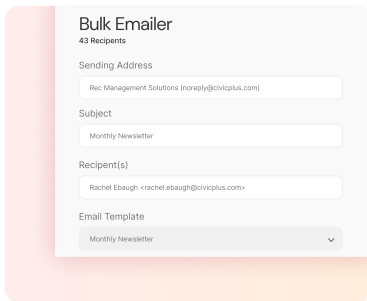 Bulk Emailer
43 Recipents
Sending Address
Rec Management Solutions (noreply@civicplus.com)
Subject
Monthly Newsletter
Recipent(s)
Rachel Ebaugh <rachel.ebaugh@civicplus.com>
Email Template
Monthly Newsletter